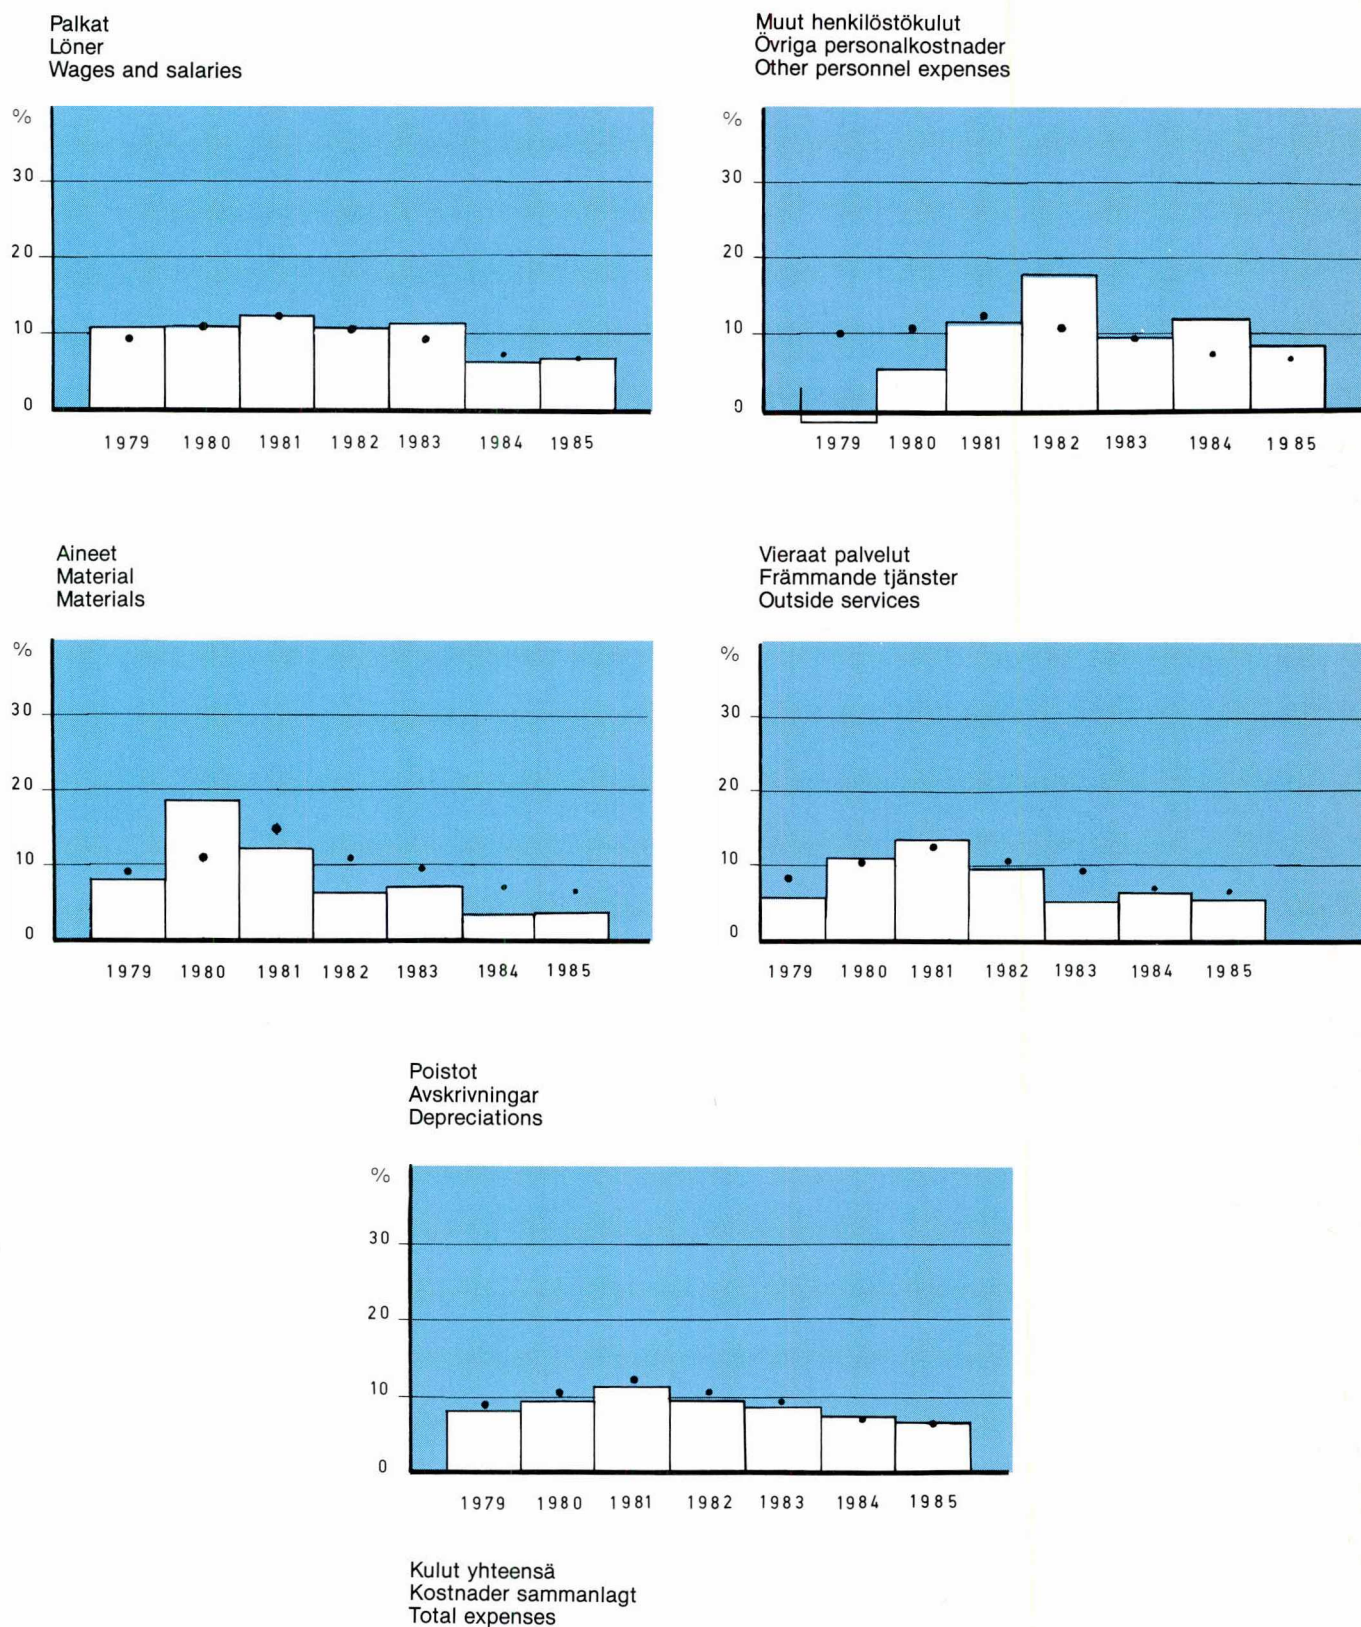 Palkat
Löner
Wages and salaries
%
30
20
10
0
1979 1980 1981 1982 1983 1984 1985
Muut henkilöstökulut
Övriga personalkostnader
Other personnel expenses
%
30
20
10
0
1979 1980 1981 1982 1983 1984 1985
Aineet
Material
Materials
%
30
20
10
0
1979 1980 1981 1982 1983 1984 1985
Vieraat palvelut
Främmande tjänster
Outside services
%
30
20
10
0
1979 1980 1981 1982 1983 1984 1985
Poistot
Avskrivningar
Depreciations
%
30
20
10
0
1979 1980 1981 1982 1983 1984 1985
Kulut yhteensä
Kostnader sammanlagt
Total expenses